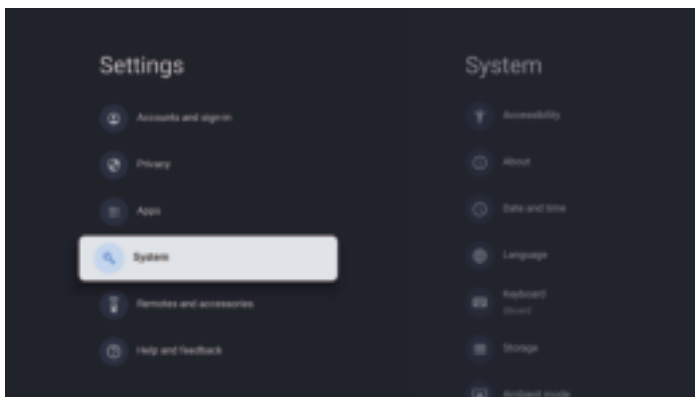 Settings
Accounts and sign-in
Privacy
Apps
System
Remotes and accessories
Help and feedback
System
Accessibility
About
Date and time
Language
Keyboard
Gboard
Storage
Ambient mode